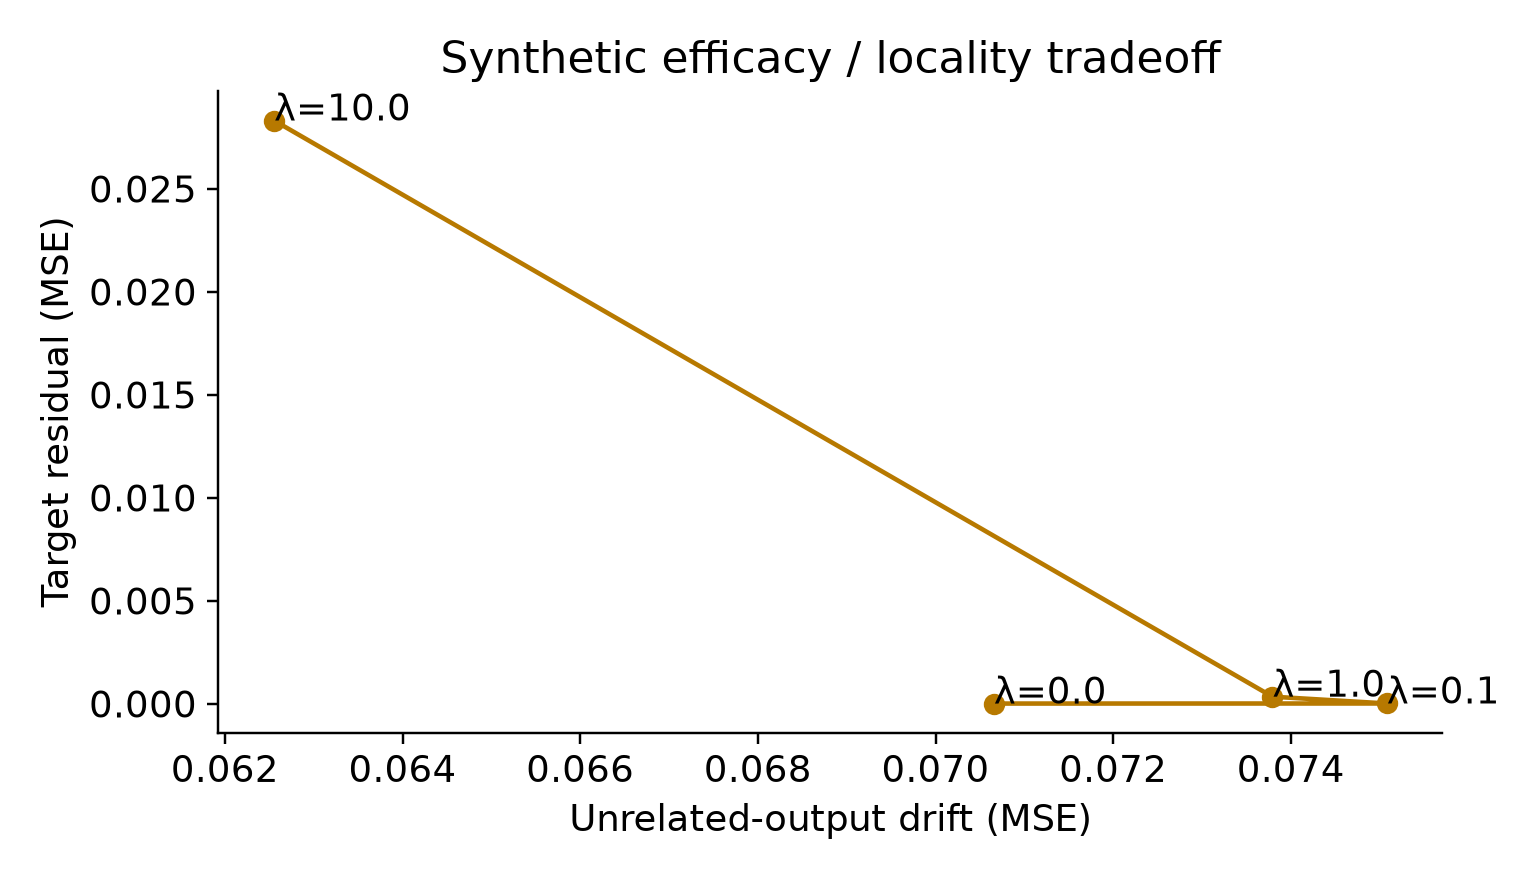 Synthetic efficacy / locality tradeoff
λ=10.0
0.025
0.020
0.015
0.010
0.005
0.000
Target residual (MSE)
λ=0.0
λ=1.0
λ=0.1
0.062 0.064 0.066 0.068 0.070 0.072 0.074
Unrelated-output drift (MSE)